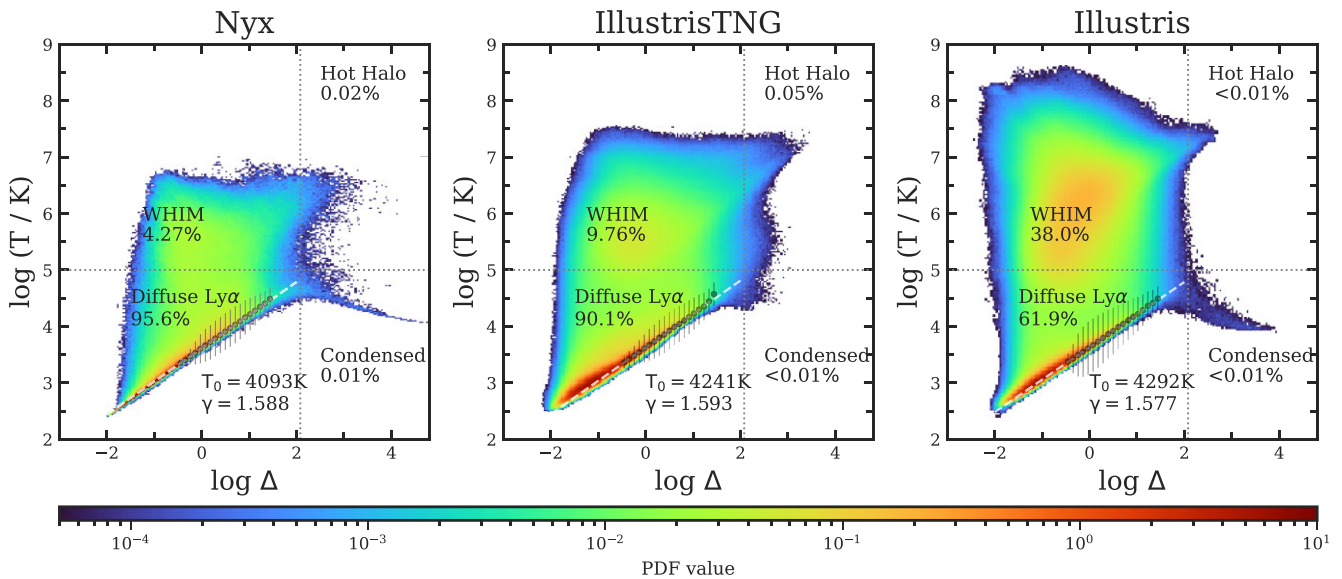 Nyx
IllustrisTNG
Illustris
9
8
7
6
5
4
3
2
log (T / K)
Hot Halo
0.02%
WHIM
4.27%
Diffuse Lyα
95.6%
Condensed
0.01%
T₀ = 4093K
γ = 1.588
−2
0
2
4
log Δ
9
8
7
6
5
4
3
2
log (T / K)
Hot Halo
0.05%
WHIM
9.76%
Diffuse Lyα
90.1%
Condensed
<0.01%
T₀ = 4241K
γ = 1.593
−2
0
2
4
log Δ
9
8
7
6
5
4
3
2
log (T / K)
Hot Halo
<0.01%
WHIM
38.0%
Diffuse Lyα
61.9%
Condensed
<0.01%
T₀ = 4292K
γ = 1.577
−2
0
2
4
log Δ
10⁻⁴
10⁻³
10⁻²
10⁻¹
10⁰
10¹
PDF value